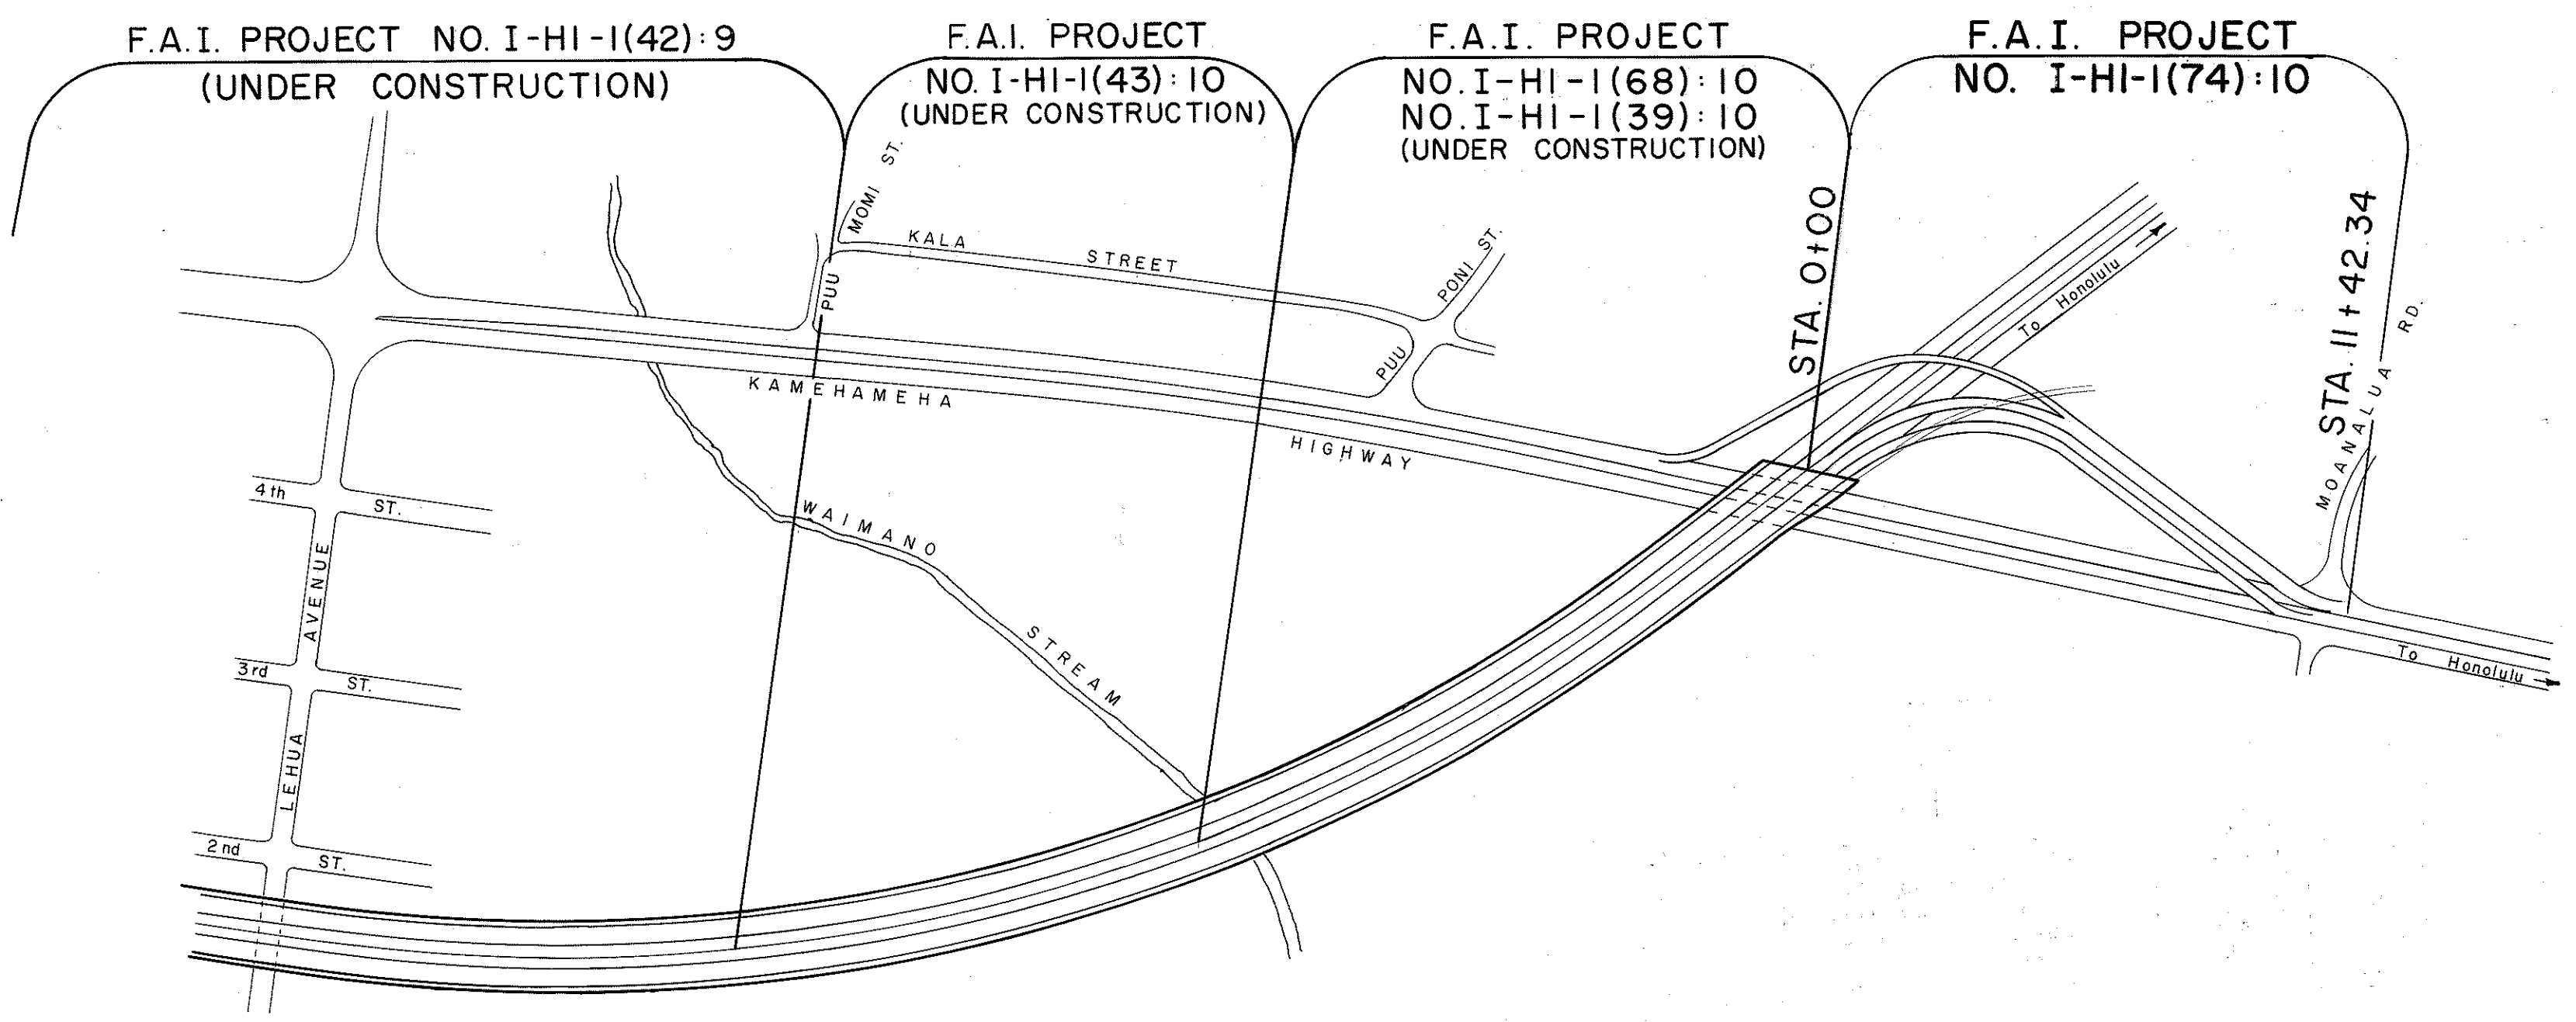 F.A.I. PROJECT NO. I-HI-1(42):9
(UNDER CONSTRUCTION)
F.A.I. PROJECT
NO. I-HI-1(43):10
(UNDER CONSTRUCTION)
F.A.I. PROJECT
NO. I-HI-1(68):10
NO. I-HI-1(39):10
(UNDER CONSTRUCTION)
F.A.I. PROJECT
NO. I-HI-1(74):10
MOMI ST.
KALA STREET
PUU
PONI ST.
PUU
STA. 0+00
To Honolulu
STA. 11+42.34
MOANALUA RD.
KAMEHAMEHA HIGHWAY
4th ST.
WAIMANO STREAM
LEHUA AVENUE
3rd ST.
To Honolulu
2nd ST.